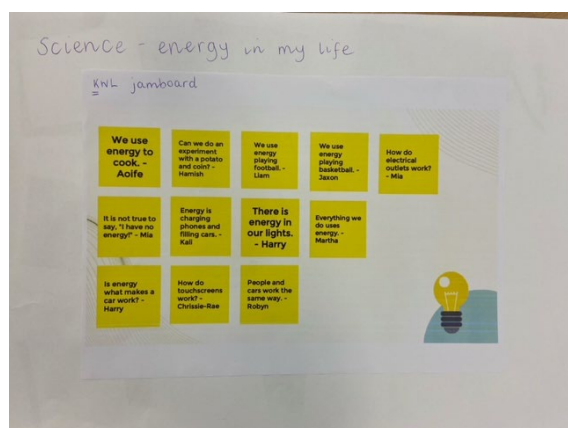 Science - energy in my life
KWL jamboard
We use
energy to
cook. -
Aoife
Can we do an
experiment
with a potato
and coin? -
Hamish
We use
energy
playing
football. -
Liam
We use
energy
playing
basketball. -
Jaxon
How do
electrical
outlets work?
- Mia
It is not true to
say, "I have no
energy!" - Mia
Energy is
charging
phones and
filling cars. -
Kali
There is
energy in
our lights.
- Harry
Everything we
do uses
energy. -
Martha
Is energy
what makes a
car work? -
Harry
How do
touchscreens
work? -
Chrissie-Rae
People and
cars work the
same way. -
Robyn